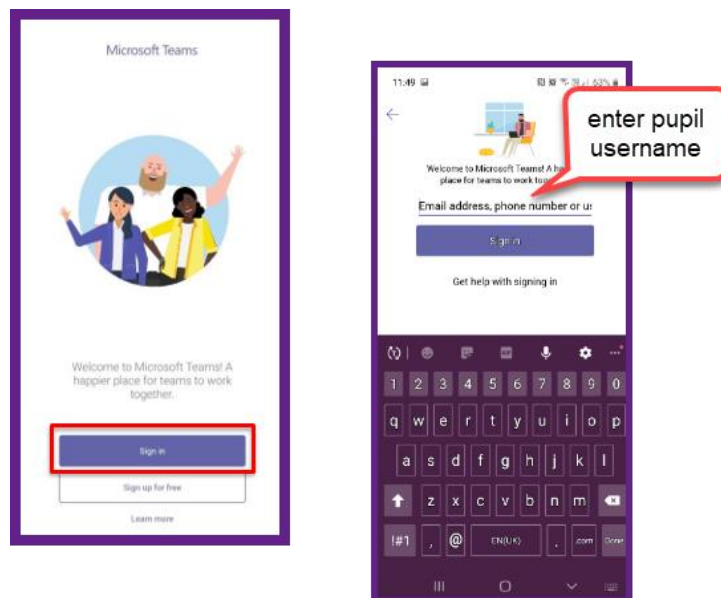 Microsoft Teams
Welcome to Microsoft Teams! A
happier place for teams to work
together.
Sign in
Sign up for free
Learn more
11:49
63%
enter pupil
username
Welcome to Microsoft Teams! A
place for teams to work
Email address, phone number or
Sign in
Get help with signing in
1 2 3 4 5 6 7 8 9 0
q w e r t y u i o p
a s d f g h j k l
z x c v b n m
!#1 , @ EN(UK) . .com Done